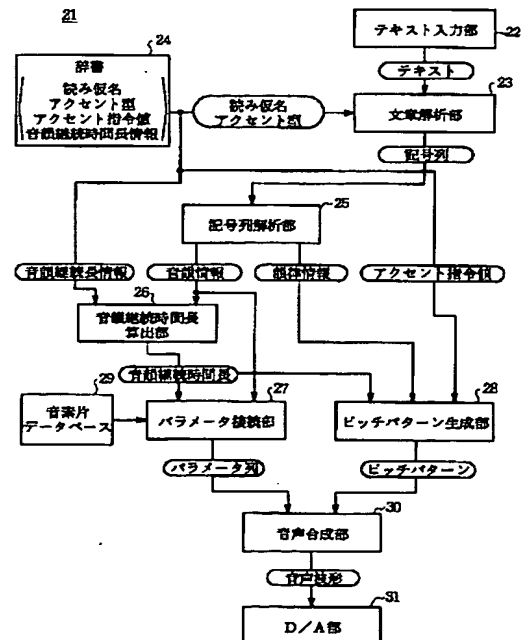 21
24
辞書
読み仮名
アクセント型
アクセント指令値
音韻継続時間長情報
テキスト入力部
22
テキスト
読み仮名
アクセント型
23
文章解析部
記号列
25
記号列解析部
音韻継続長情報
音韻情報
韻律情報
アクセント指令値
26
音韻継続時間長
算出部
音韻継続時間長
29
音素片
データベース
27
パラメータ接続部
28
ピッチパターン生成部
パラメータ列
ピッチパターン
30
音声合成部
音声波形
31
D/A部